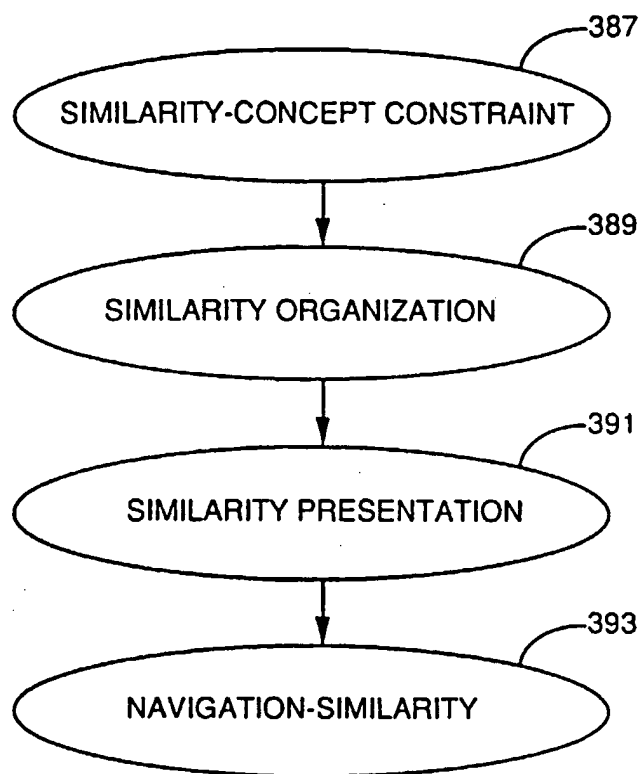 387
SIMILARITY-CONCEPT CONSTRAINT
389
SIMILARITY ORGANIZATION
391
SIMILARITY PRESENTATION
393
NAVIGATION-SIMILARITY